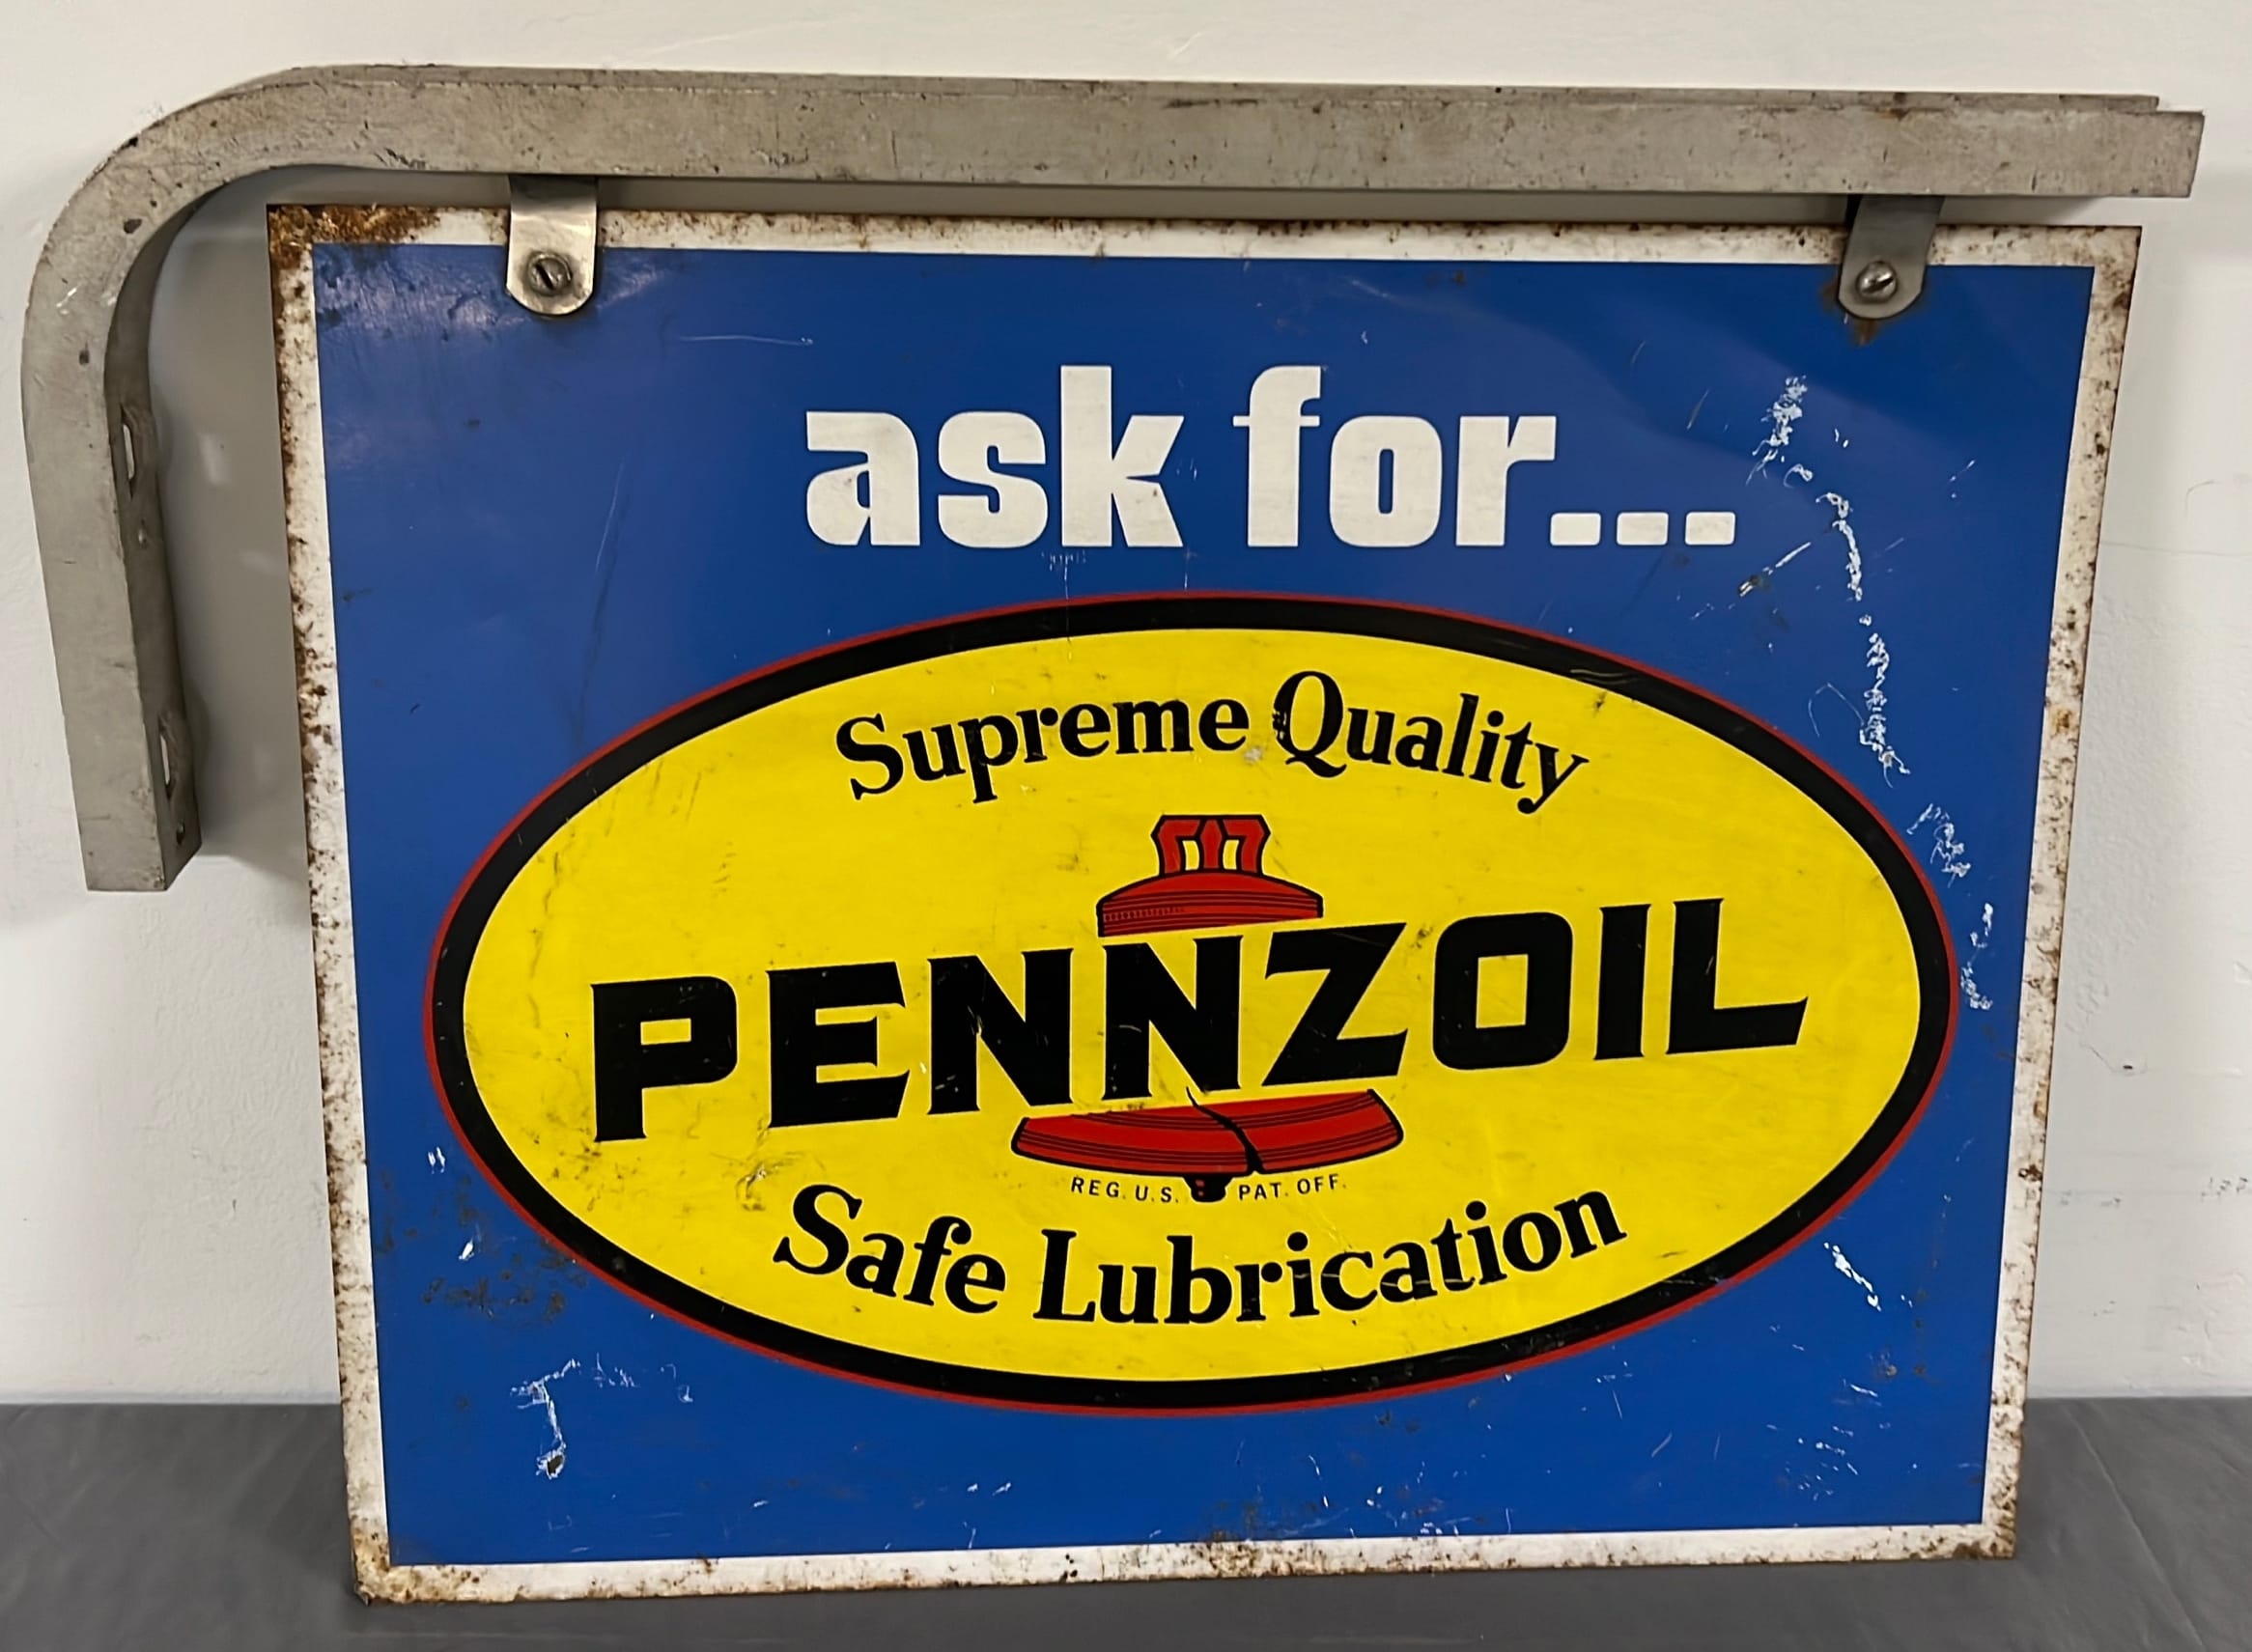 ask for...
Supreme Quality
PENNZOIL
REG. U.S. PAT. OFF.
Safe Lubrication